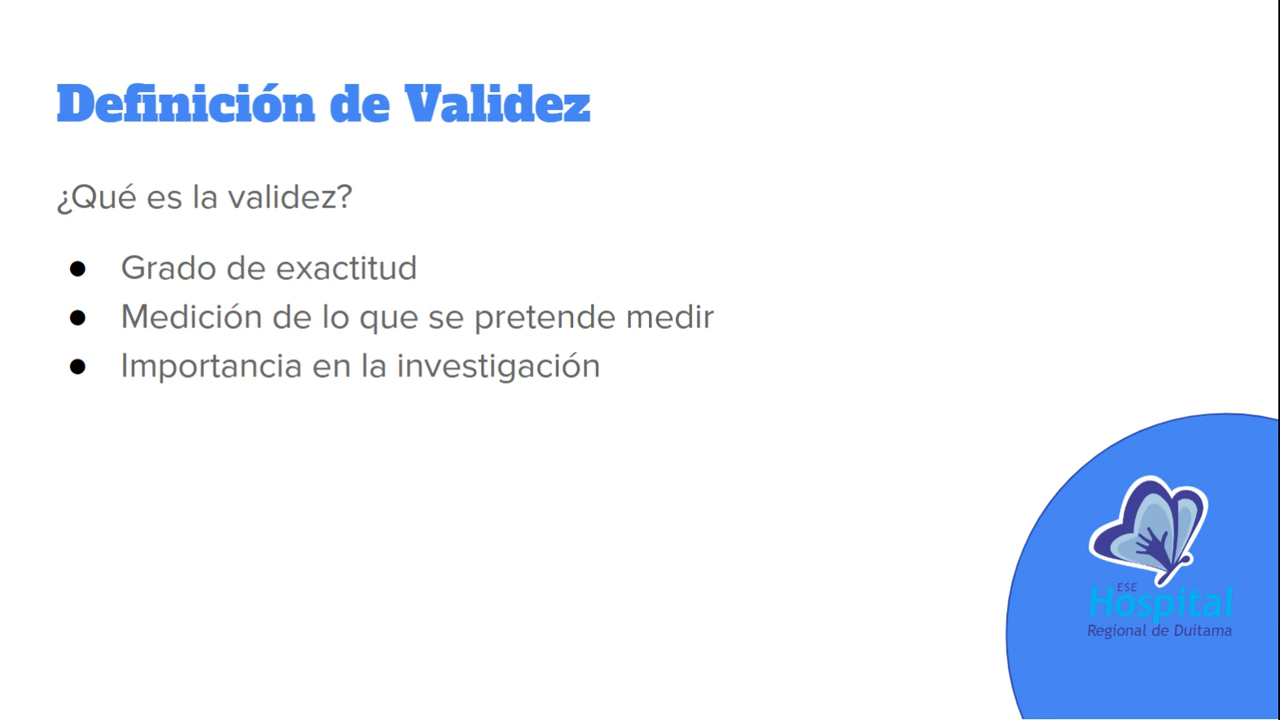 Definición de Validez
¿Qué es la validez?
● Grado de exactitud
● Medición de lo que se pretende medir
● Importancia en la investigación
ESE
Hospital
Regional de Duitama